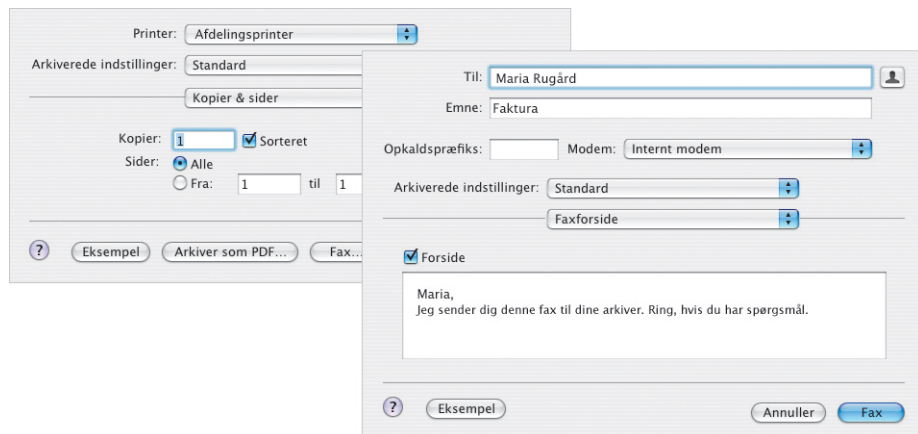 Printer: Afdelingsprinter
Arkiverede indstillinger: Standard
Kopier & sider
Kopier: 1 Sorteret
Sider: Alle
Fra: 1 til 1
? Eksempel Arkiver som PDF... Fax...
Til: Maria Rugård
Emne: Faktura
Opkaldspræfiks: Modem: Internt modem
Arkiverede indstillinger: Standard
Faxforside
Forside
Maria,
Jeg sender dig denne fax til dine arkiver. Ring, hvis du har spørgsmål.
? Eksempel Annuller Fax